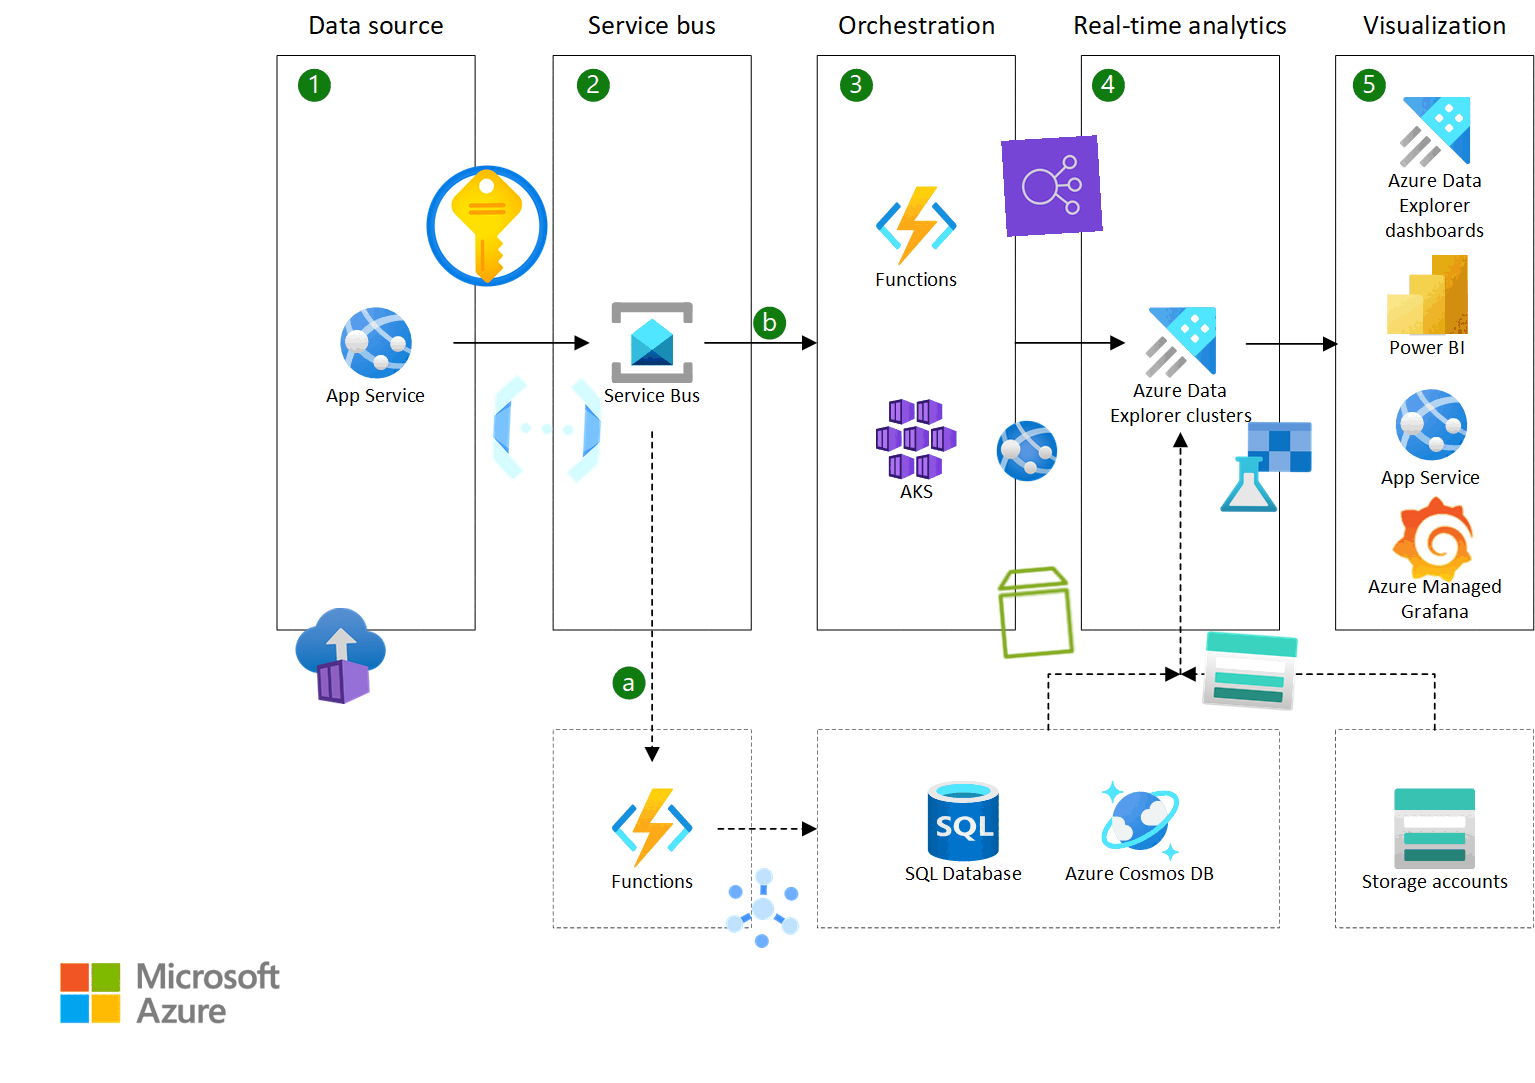 Data source
Service bus
Orchestration
Real-time analytics
Visualization
1
2
3
4
5
Azure Data
Explorer
dashboards
Functions
b
Power BI
App Service
Service Bus
Azure Data
Explorer clusters
AKS
App Service
Azure Managed
Grafana
a
Functions
SQL
SQL Database
Azure Cosmos DB
Storage accounts
Microsoft
Azure